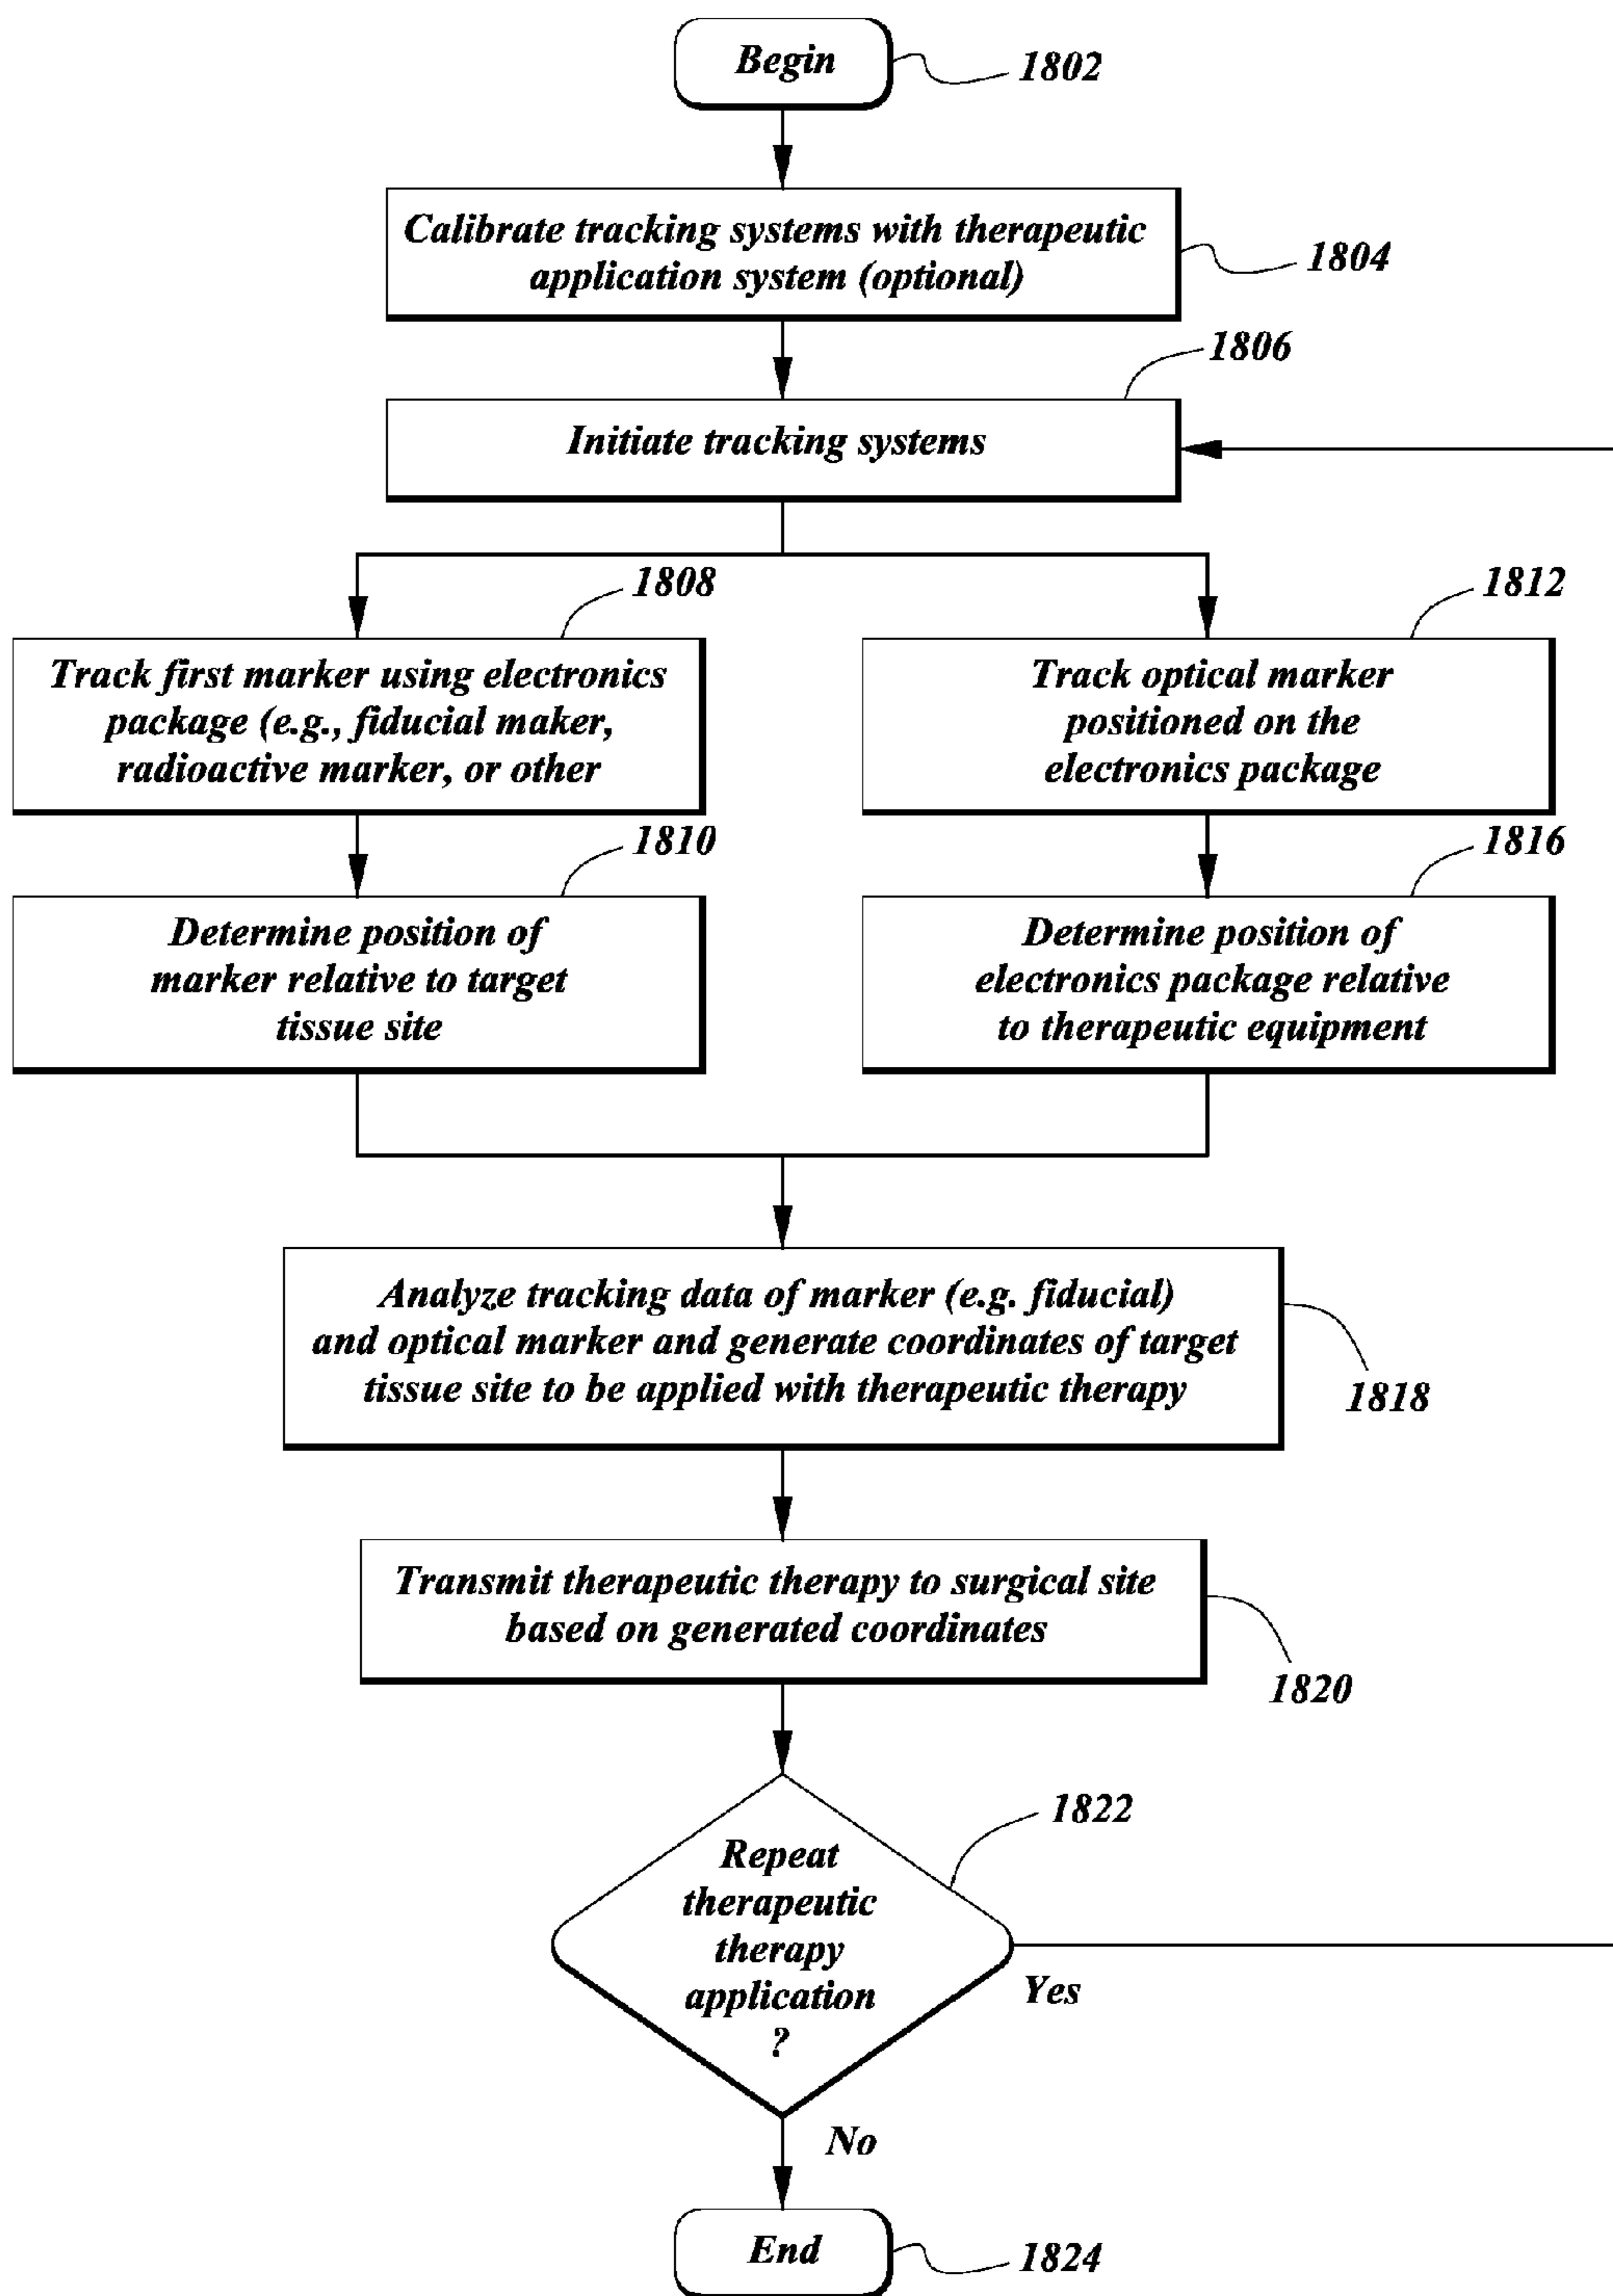 Begin
1802
Calibrate tracking systems with therapeutic
application system (optional)
1804
1806
Initiate tracking systems
1808
Track first marker using electronics
package (e.g., fiducial maker,
radioactive marker, or other
1812
Track optical marker
positioned on the
electronics package
1810
Determine position of
marker relative to target
tissue site
1816
Determine position of
electronics package relative
to therapeutic equipment
Analyze tracking data of marker (e.g. fiducial)
and optical marker and generate coordinates of target
tissue site to be applied with therapeutic therapy
1818
Transmit therapeutic therapy to surgical site
based on generated coordinates
1820
1822
Repeat
therapeutic
therapy
application
?
Yes
No
End
1824